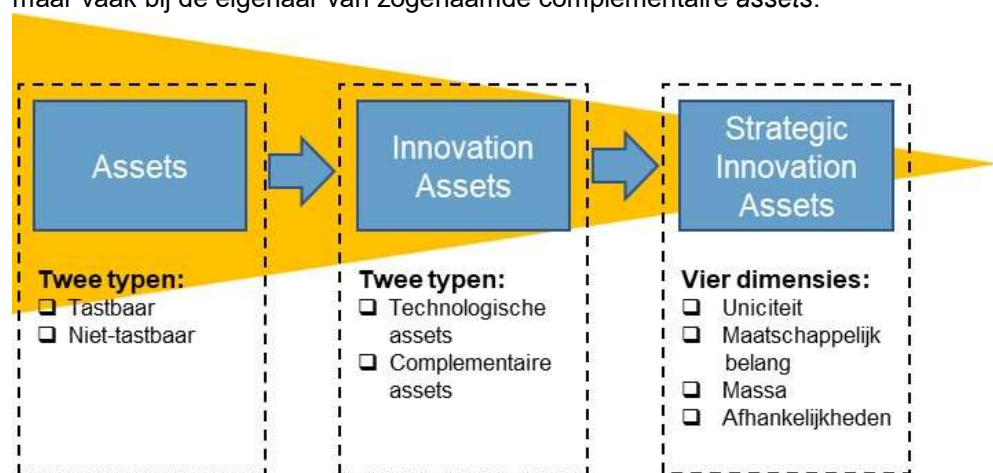 maar vaak bij de eigenaar van zogenaamde complementaire assets.
Assets
Twee typen:
❑ Tastbaar
❑ Niet-tastbaar
Innovation
Assets
Twee typen:
❑ Technologische
assets
❑ Complementaire
assets
Strategic
Innovation
Assets
Vier dimensies:
❑ Uniciteit
❑ Maatschappelijk
belang
❑ Massa
❑ Afhankelijkheden